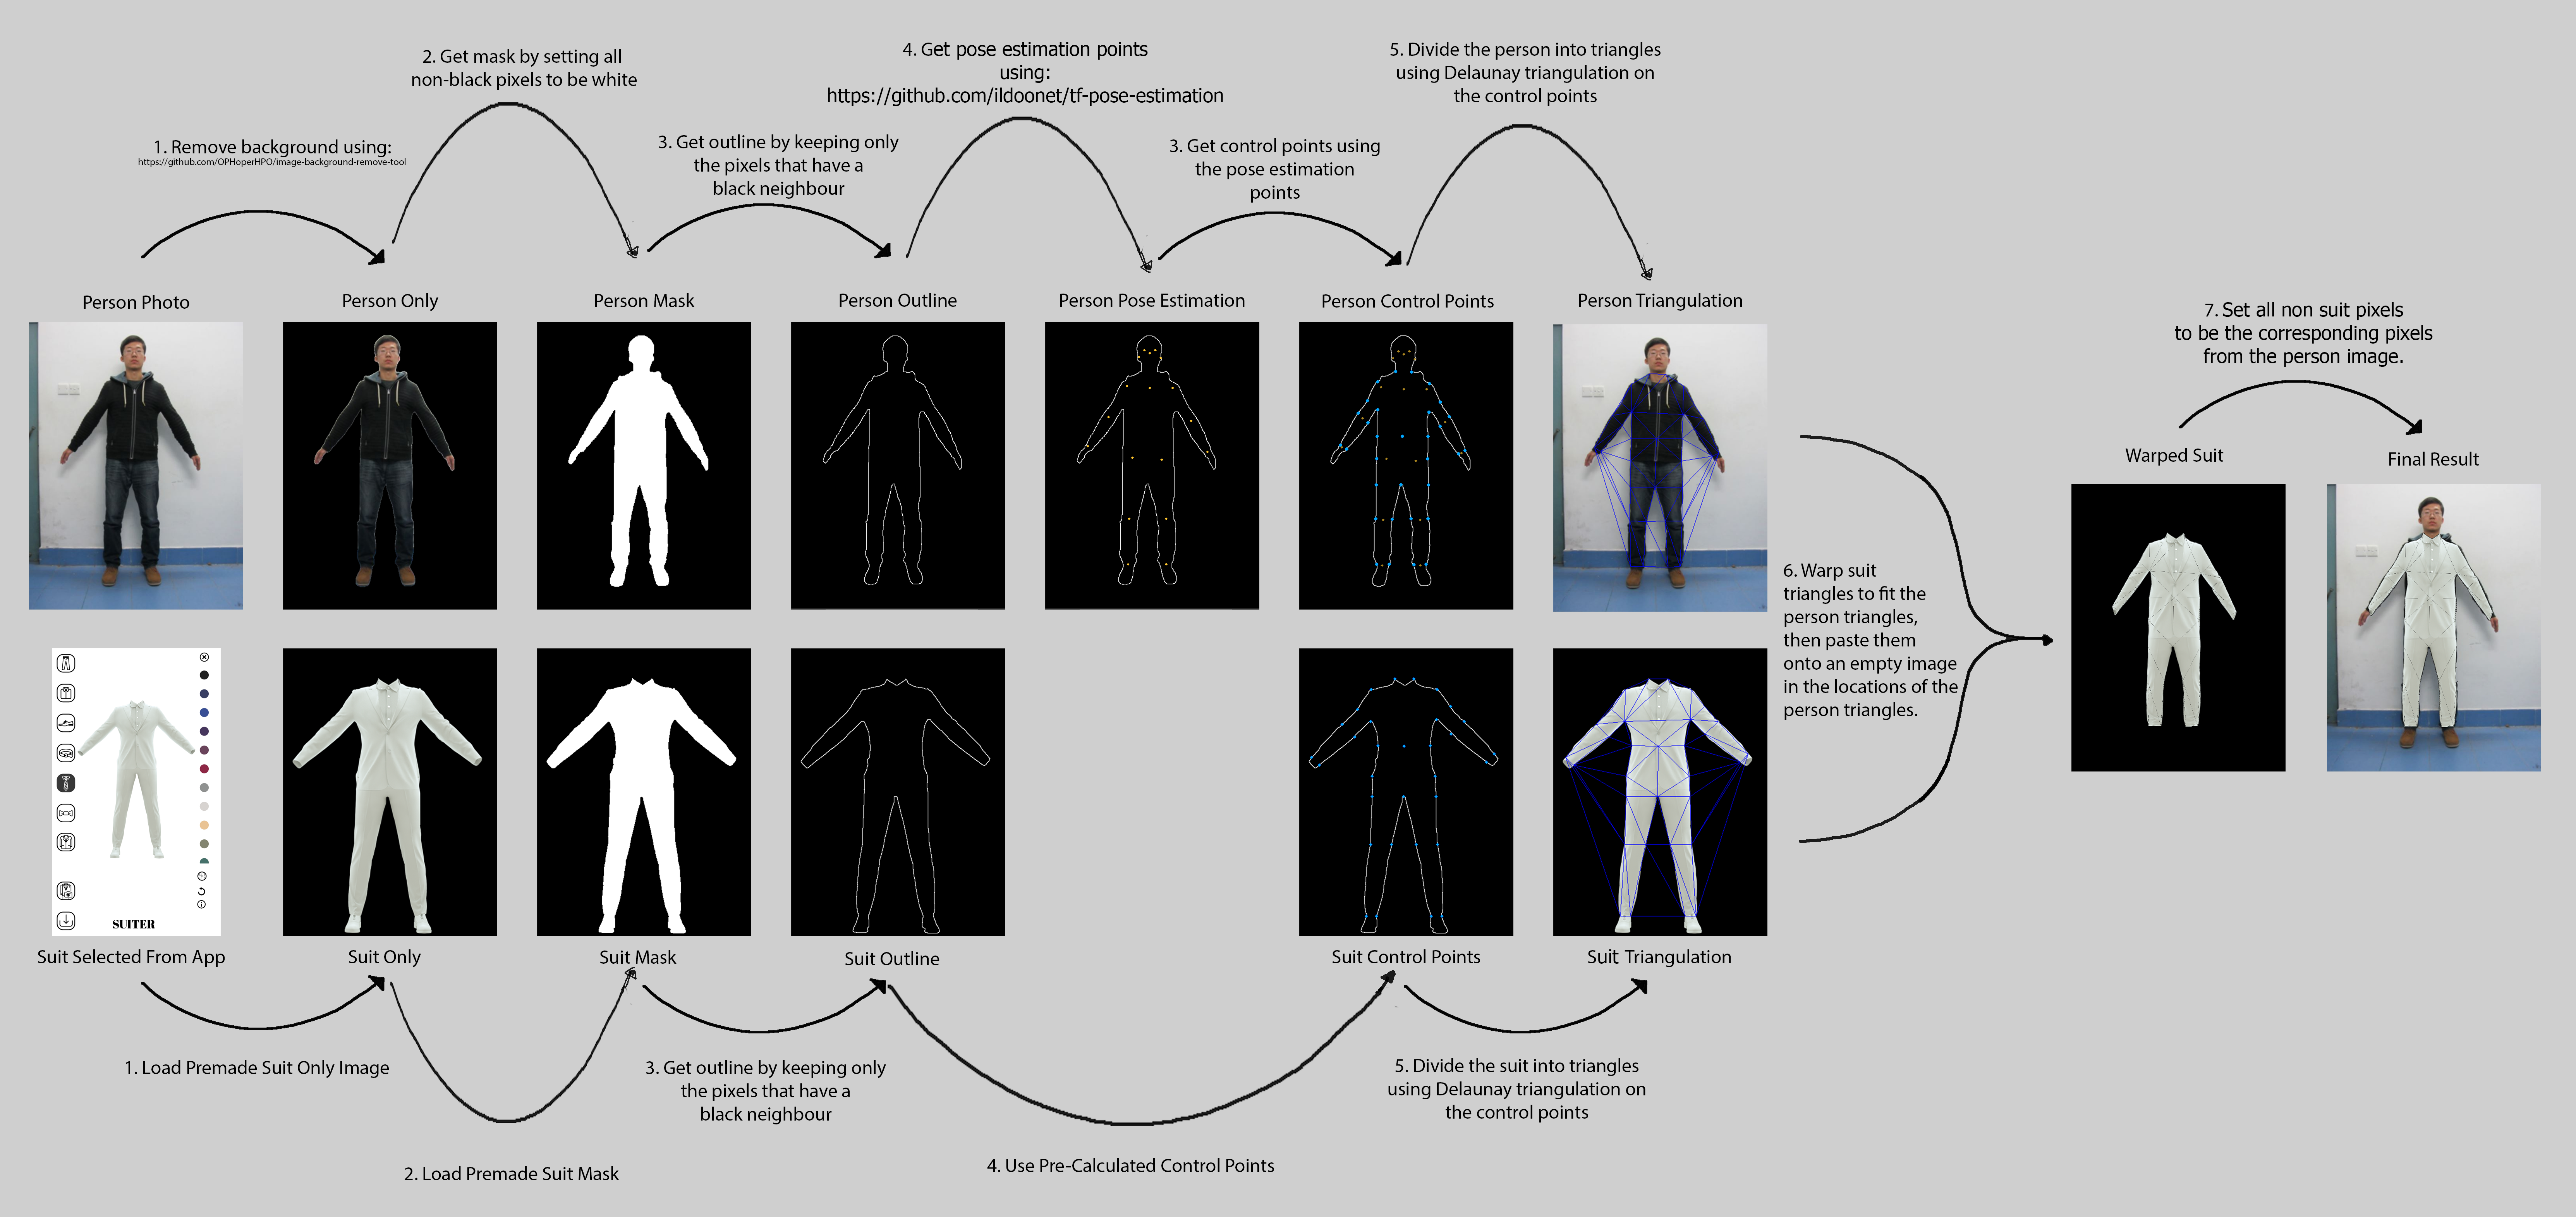 2. Get mask by setting all
non-black pixels to be white
4. Get pose estimation points
using:
https://github.com/ildoonet/tf-pose-estimation
5. Divide the person into triangles
using Delaunay triangulation on
the control points
1. Remove background using:
https://github.com/OPHoperHPO/image-background-remove-tool
3. Get outline by keeping only
the pixels that have a
black neighbour
3. Get control points using
the pose estimation
points
Person Photo
Person Only
Person Mask
Person Outline
Person Pose Estimation
Person Control Points
Person Triangulation
7. Set all non suit pixels
to be the corresponding pixels
from the person image.
Warped Suit
Final Result
6. Warp suit
triangles to fit the
person triangles,
then paste them
onto an empty image
in the locations of the
person triangles.
SUITER
Suit Selected From App
Suit Only
Suit Mask
Suit Outline
Suit Control Points
Suit Triangulation
1. Load Premade Suit Only Image
3. Get outline by keeping only
the pixels that have a
black neighbour
5. Divide the suit into triangles
using Delaunay triangulation on
the control points
2. Load Premade Suit Mask
4. Use Pre-Calculated Control Points